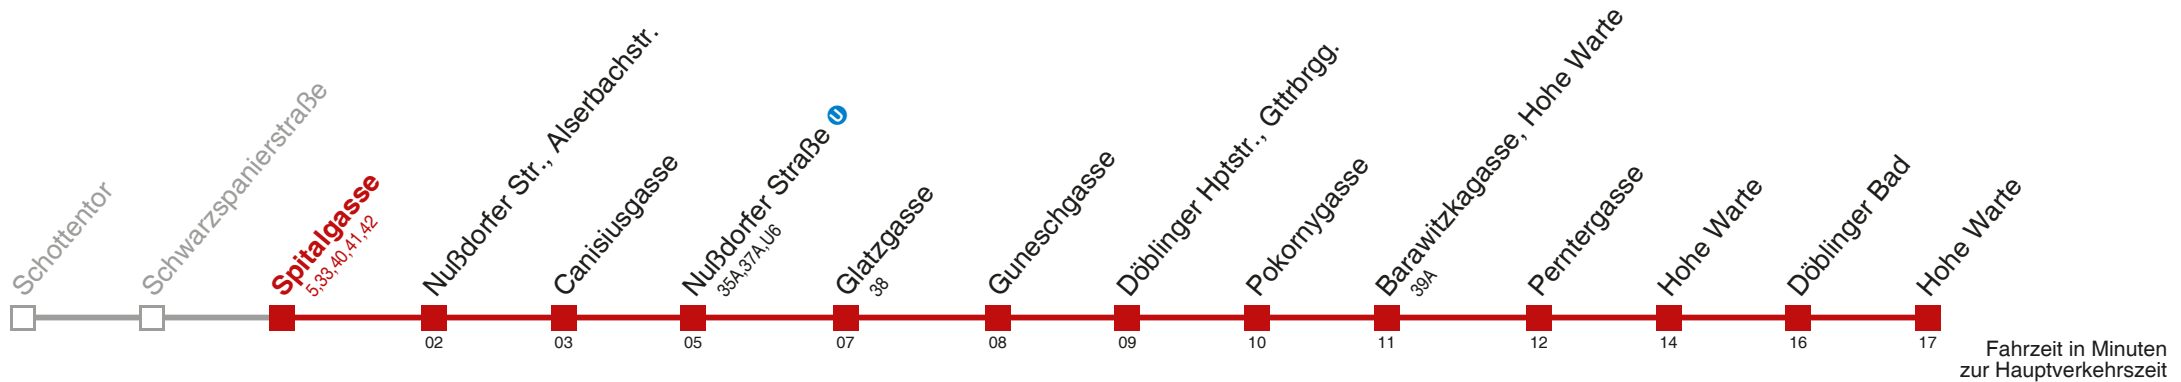 Schottentor
Schwarzspanierstraße
Spitalgasse
5,33,40,41,42
Nußdorfer Str., Alserbachstr.
Canisiusgasse
Nußdorfer Straße U
35A,37A,U6
Glatzgasse
38
Guneschgasse
Döblinger Hptstr., Gttrbrgg.
Pokornygasse
Barawitzkagasse, Hohe Warte
39A
Perntergasse
Hohe Warte
Döblinger Bad
Hohe Warte
02 03 05 07 08 09 10 11 12 14 16 17
Fahrzeit in Minuten
zur Hauptverkehrszeit